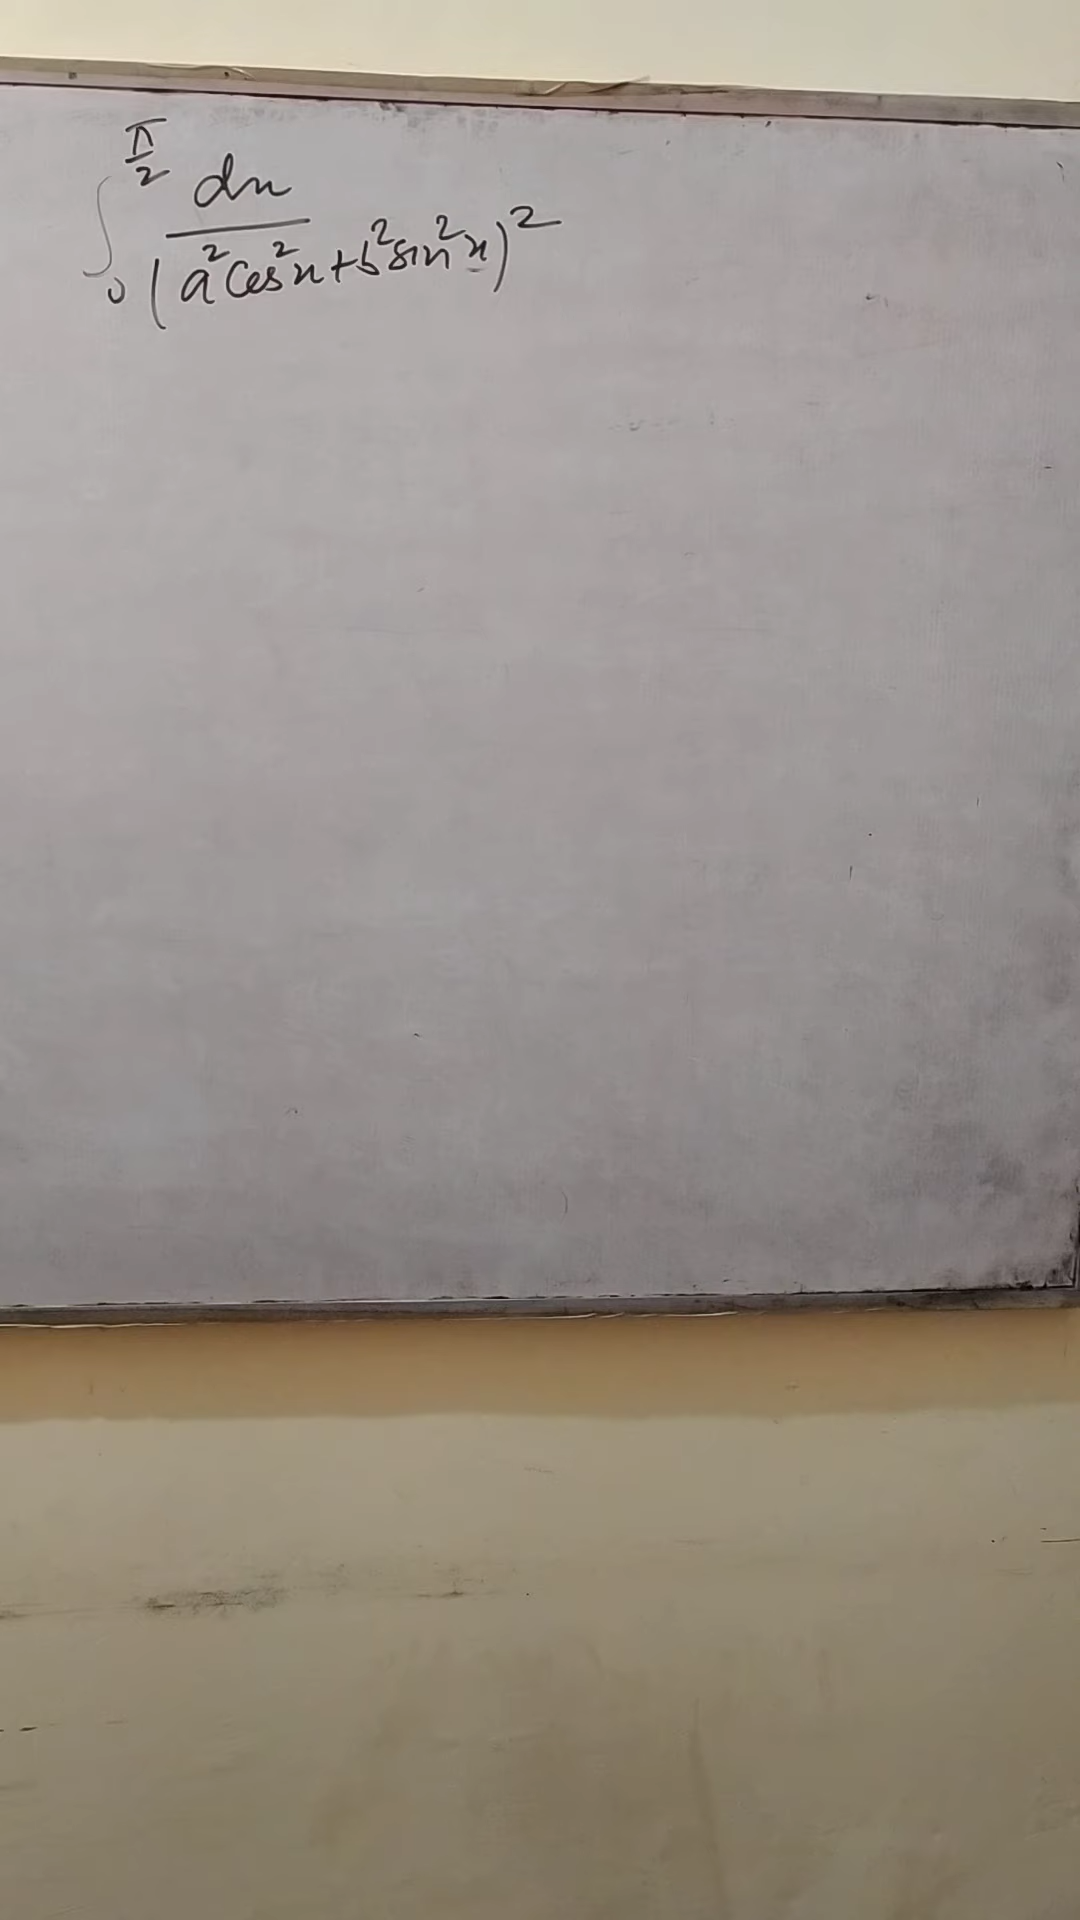 ∫₀^{π/2} dx / (a²cos²x+b²sin²x)²